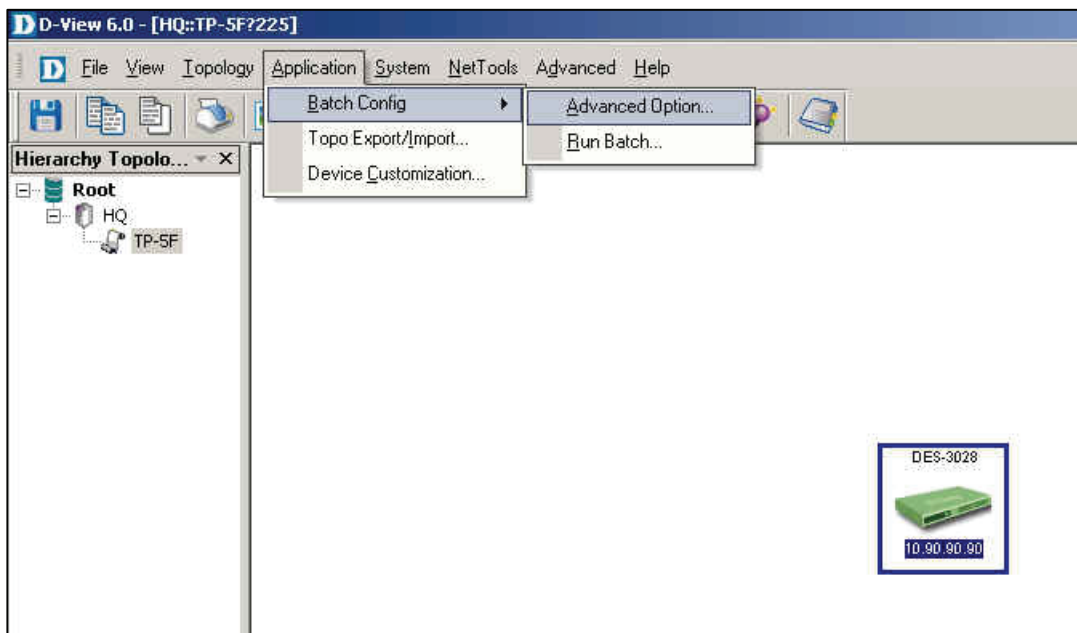 D-View 6.0 - [HQ::TP-5F?225]
File View Topology Application System NetTools Advanced Help
Batch Config
Advanced Option...
Topo Export/Import...
Run Batch...
Device Customization...
Hierarchy Topolo...
Root
HQ
TP-5F
DES-3028
10.90.90.90